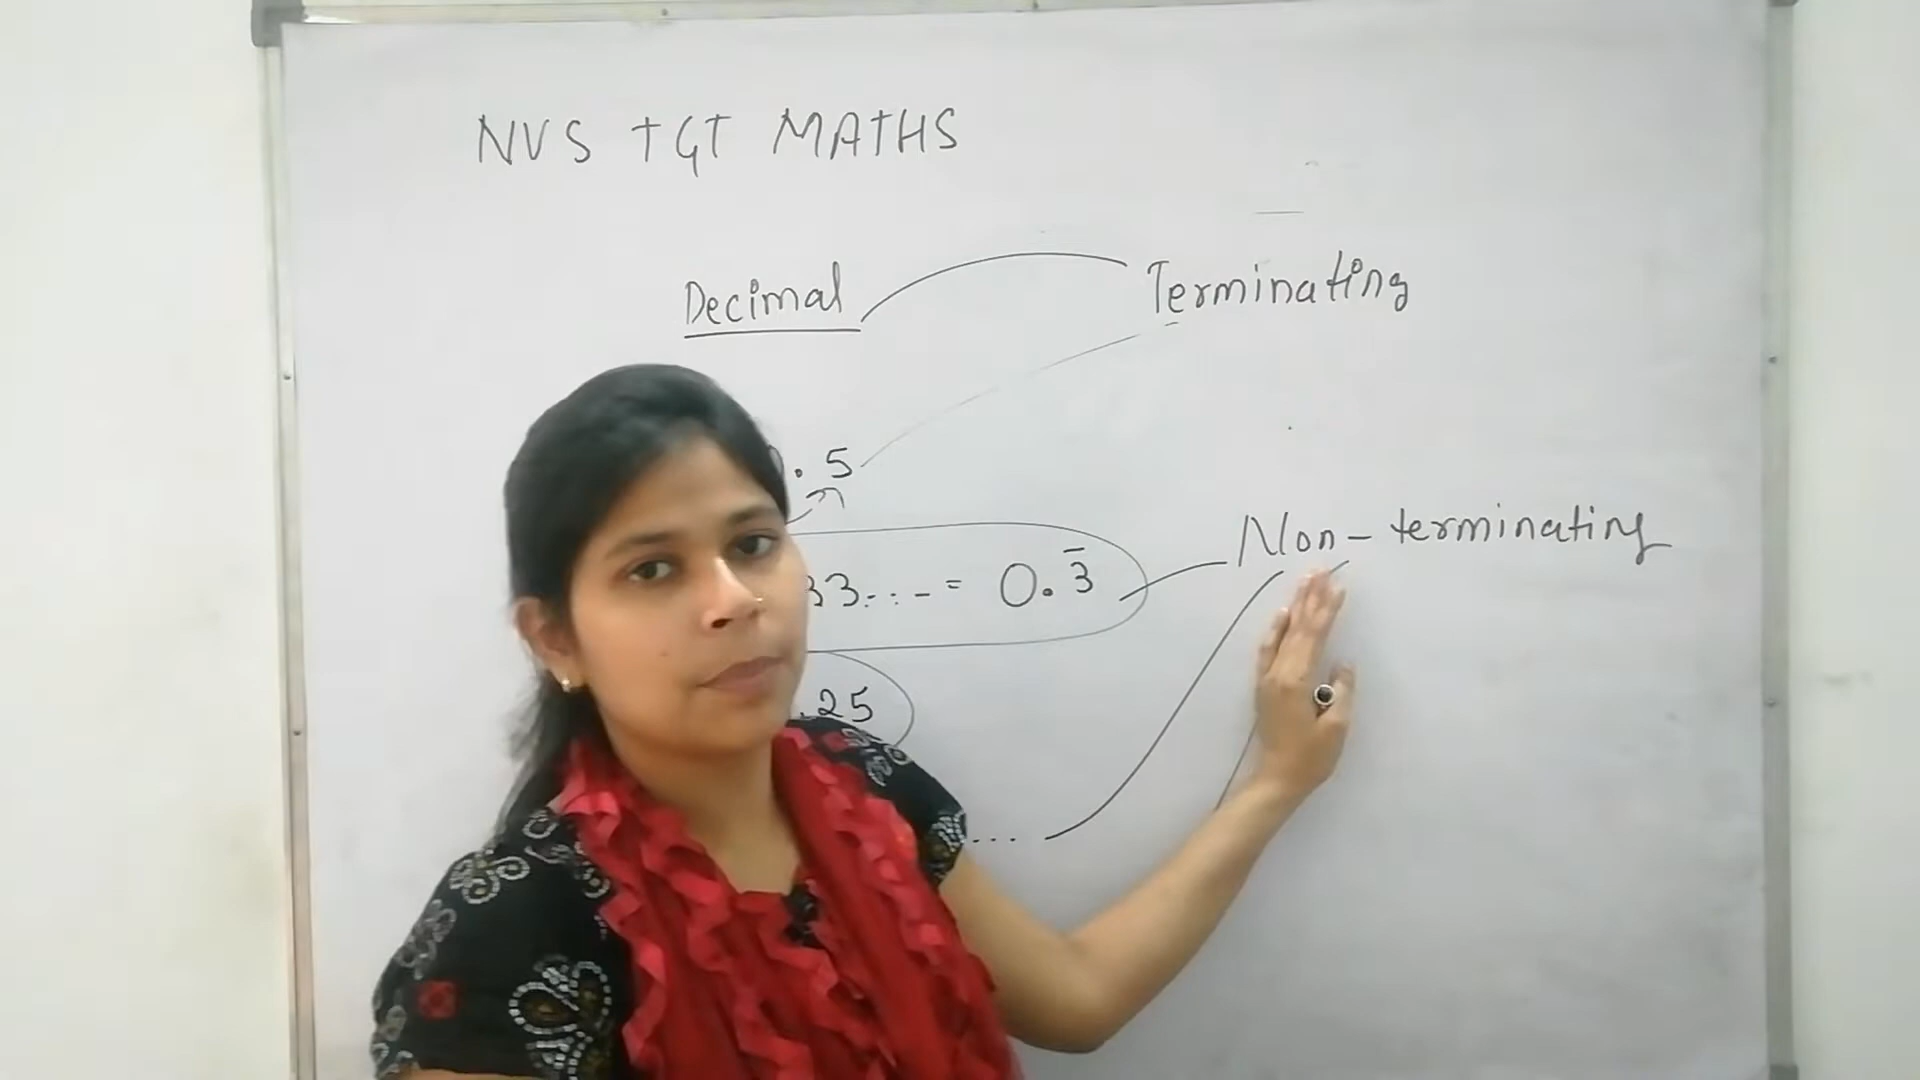 NVS TGT MATHS
Decimal
Terminating
. 5
33... = 0.3̅
Non-terminating
.25
...